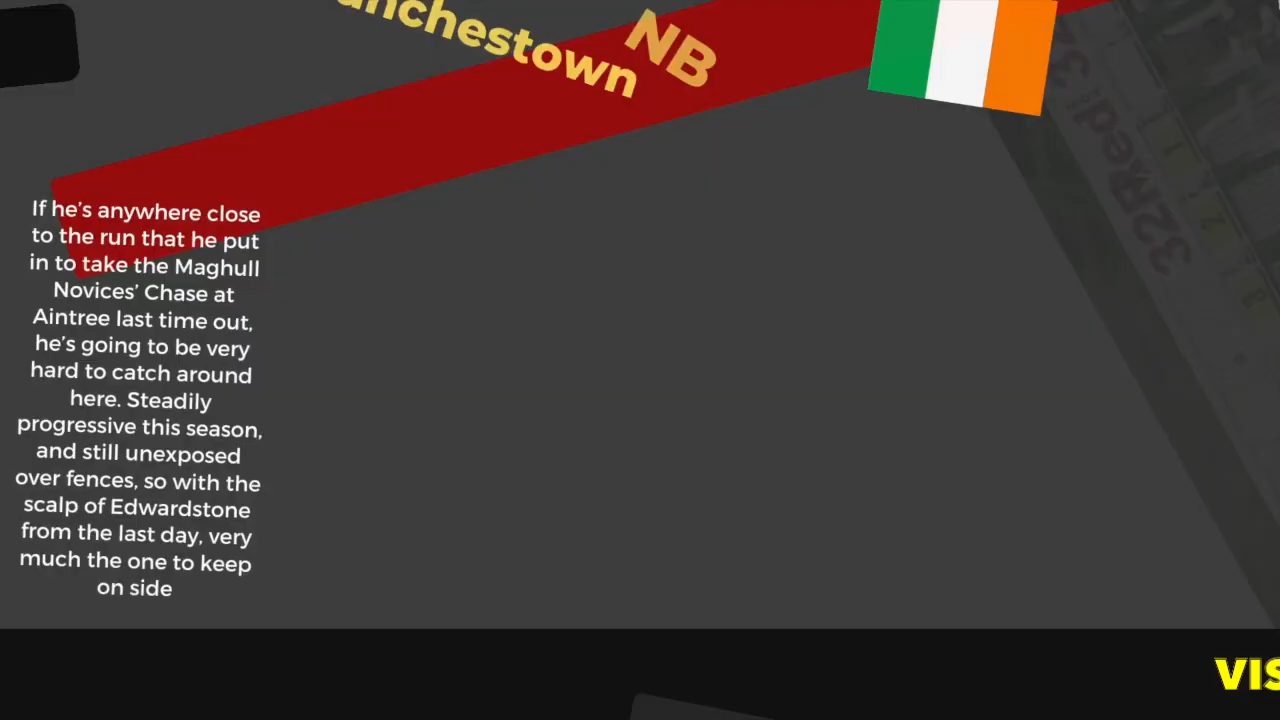 anchestown
NB
32Red
32Red
If he's anywhere close
to the run that he put
in to take the Maghull
Novices' Chase at
Aintree last time out,
he's going to be very
hard to catch around
here. Steadily
progressive this season,
and still unexposed
over fences, so with the
scalp of Edwardstone
from the last day, very
much the one to keep
on side
VIS